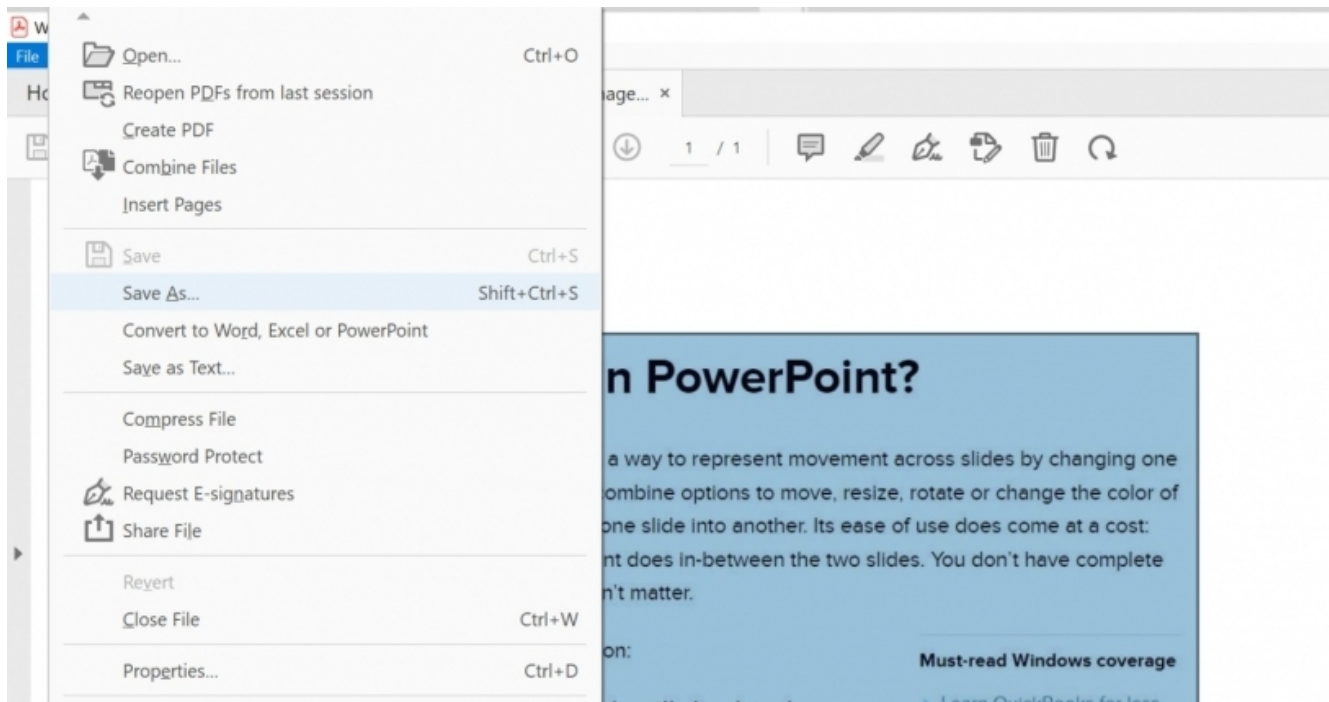 W
File
Ho
Open... Ctrl+O
Reopen PDFs from last session
Create PDF
Combine Files
Insert Pages
Save Ctrl+S
Save As... Shift+Ctrl+S
Convert to Word, Excel or PowerPoint
Save as Text...
Compress File
Password Protect
Request E-signatures
Share File
Revert
Close File Ctrl+W
Properties... Ctrl+D
age... ×
1 / 1
n PowerPoint?
a way to represent movement across slides by changing one
ombine options to move, resize, rotate or change the color of
one slide into another. Its ease of use does come at a cost:
nt does in-between the two slides. You don't have complete
n't matter.
on:
Must-read Windows coverage
Learn QuickBooks for less